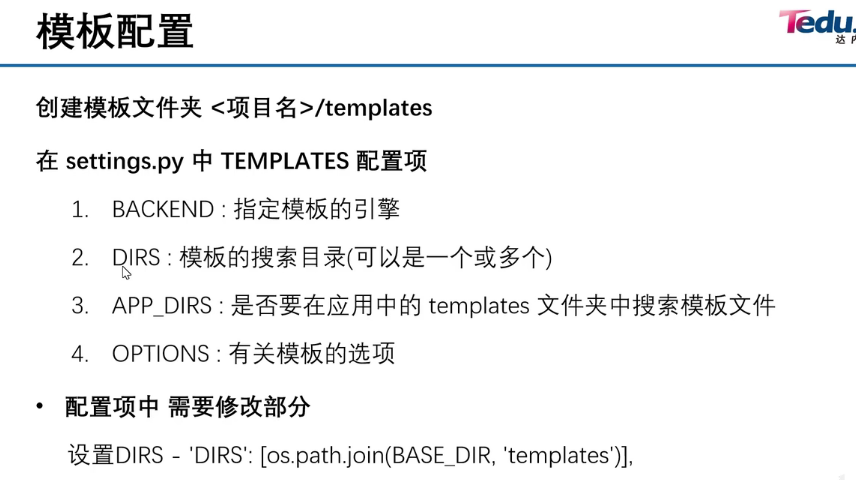 模板配置
Tedu.
达内
创建模板文件夹 <项目名>/templates
在 settings.py 中 TEMPLATES 配置项
1. BACKEND : 指定模板的引擎
2. DIRS : 模板的搜索目录(可以是一个或多个)
3. APP_DIRS : 是否要在应用中的 templates 文件夹中搜索模板文件
4. OPTIONS : 有关模板的选项
• 配置项中 需要修改部分
设置DIRS - 'DIRS': [os.path.join(BASE_DIR, 'templates')],